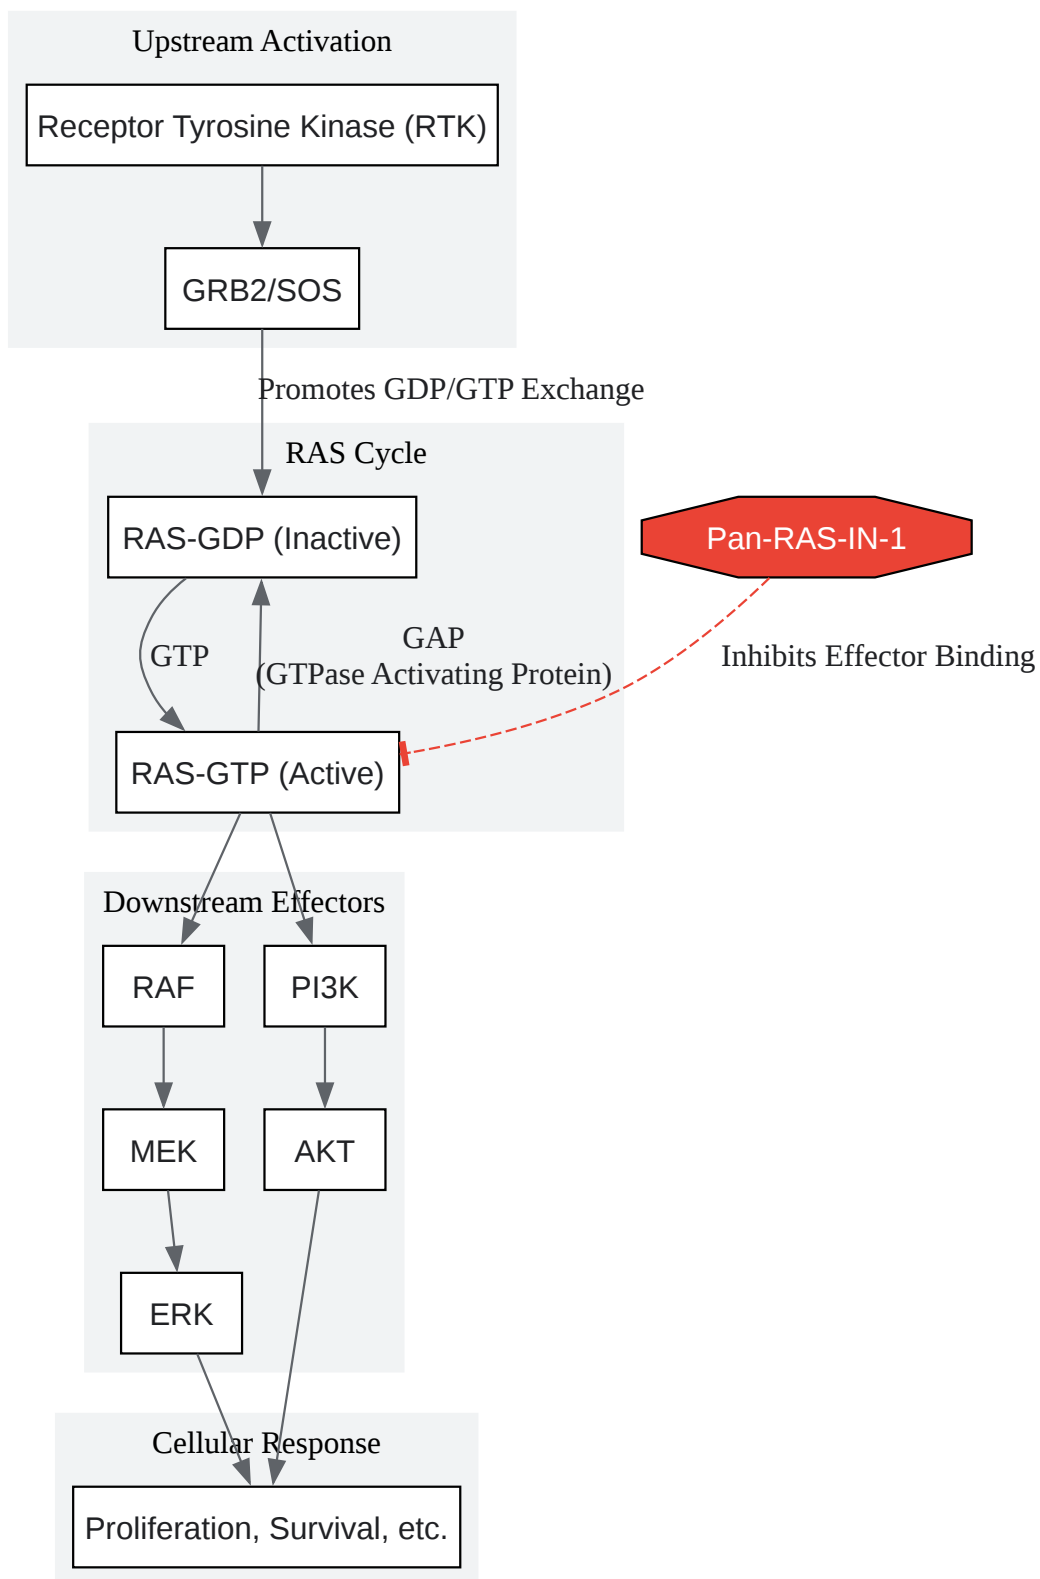 Upstream Activation
Receptor Tyrosine Kinase (RTK)
GRB2/SOS
Promotes GDP/GTP Exchange
RAS Cycle
RAS-GDP (Inactive)
Pan-RAS-IN-1
GTP
GAP
(GTPase Activating Protein)
Inhibits Effector Binding
RAS-GTP (Active)
Downstream Effectors
RAF
PI3K
MEK
AKT
ERK
Cellular Response
Proliferation, Survival, etc.